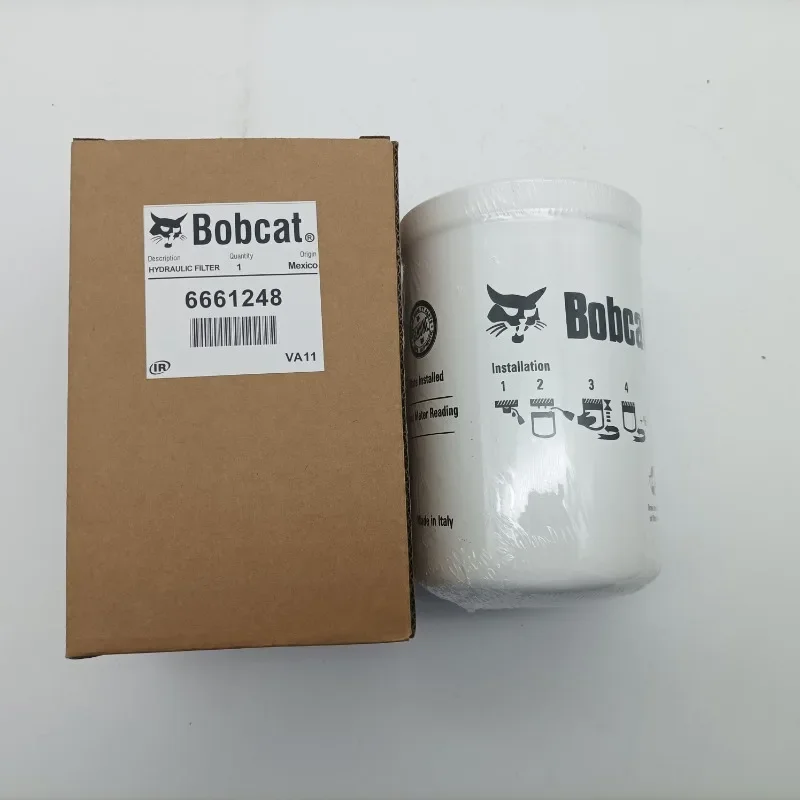 Bobcat®
Description Quantity Origin
HYDRAULIC FILTER 1 Mexico
6661248
IR VA11
Bobca
Installation
1 2 3 4
Installed
Meter Reading
Made in Italy